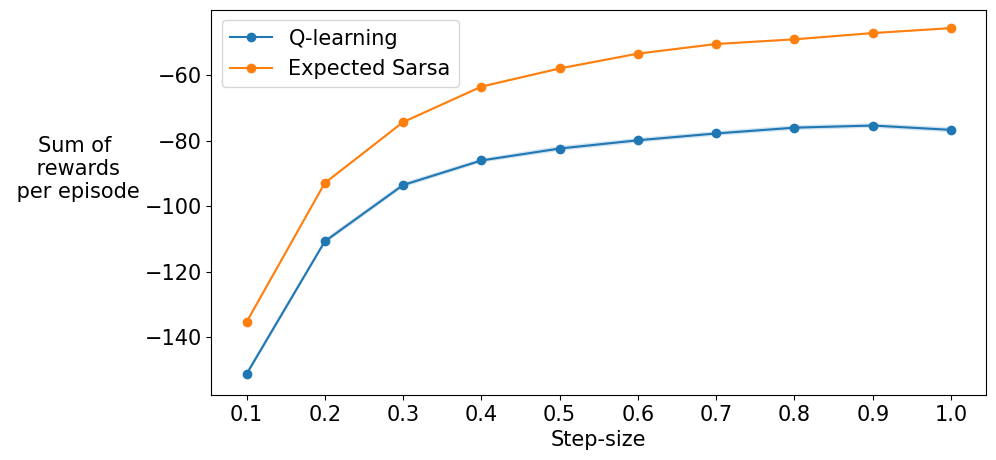 Q-learning
Expected Sarsa
Sum of
rewards
per episode
−60
−80
−100
−120
−140
0.1 0.2 0.3 0.4 0.5 0.6 0.7 0.8 0.9 1.0
Step-size